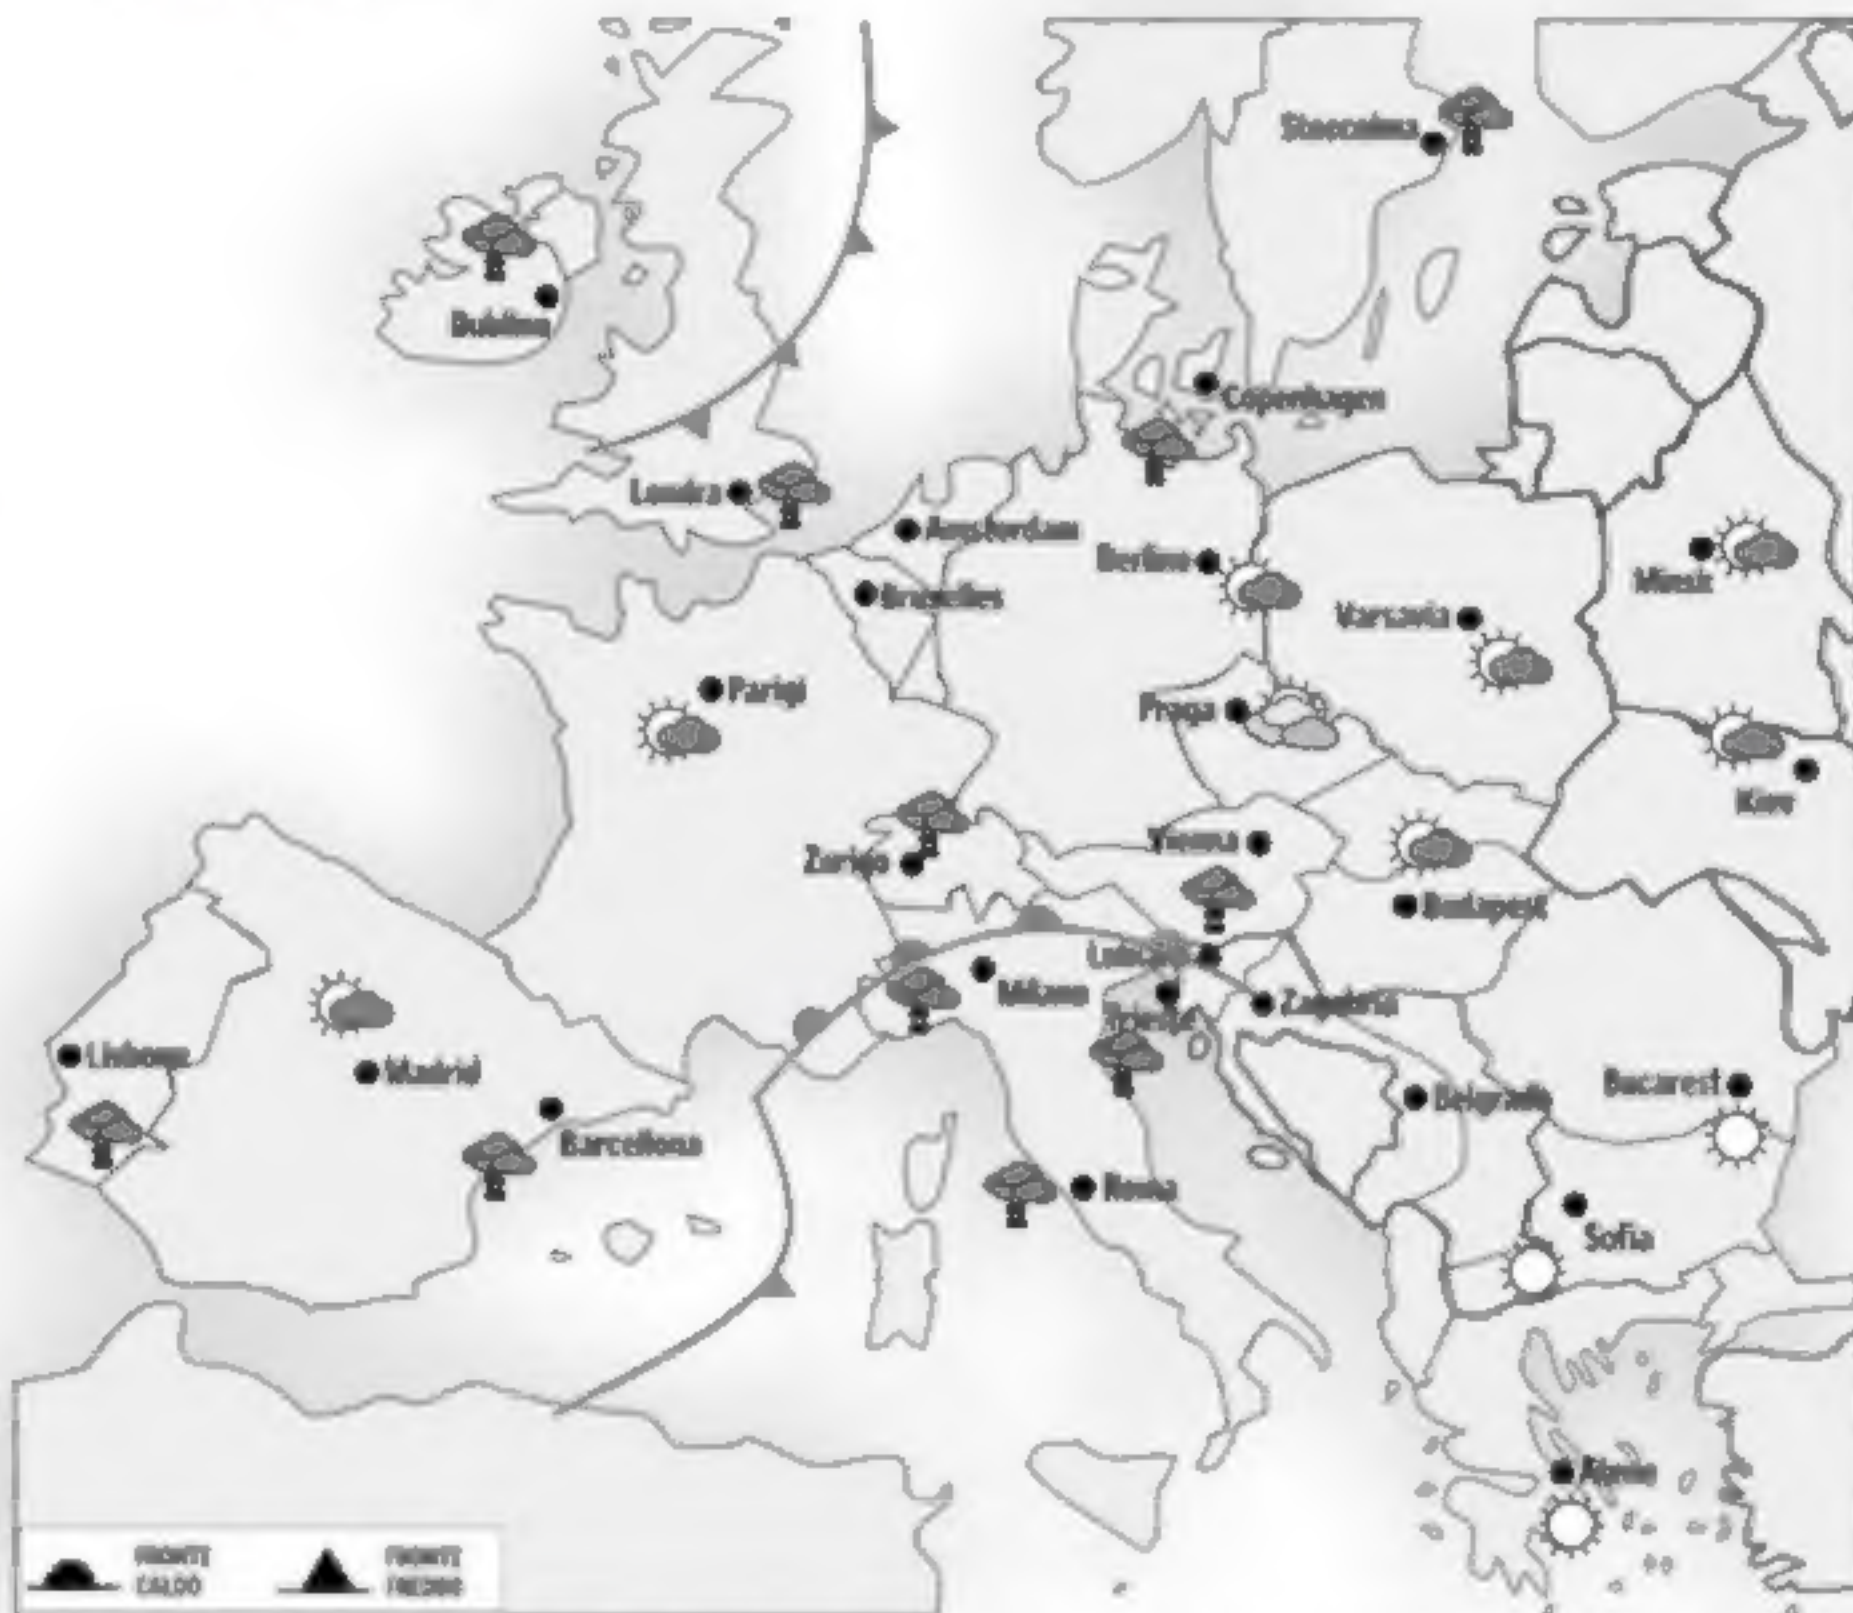 Stoccolma
Dublino
Copenhagen
Londra
Amsterdam
Berlino
Minsk
Bruxelles
Varsavia
Parigi
Praga
Kiev
Vienna
Zurigo
Budapest
Milano
Zagabria
Lisbona
Madrid
Belgrado
Bucarest
Barcellona
Roma
Sofia
Atene
FRONTE
CALDO
FRONTE
FREDDO